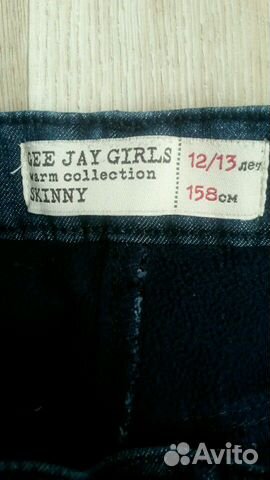 GEE JAY GIRLS
warm collection
SKINNY
12/13 лет
158см
Avito